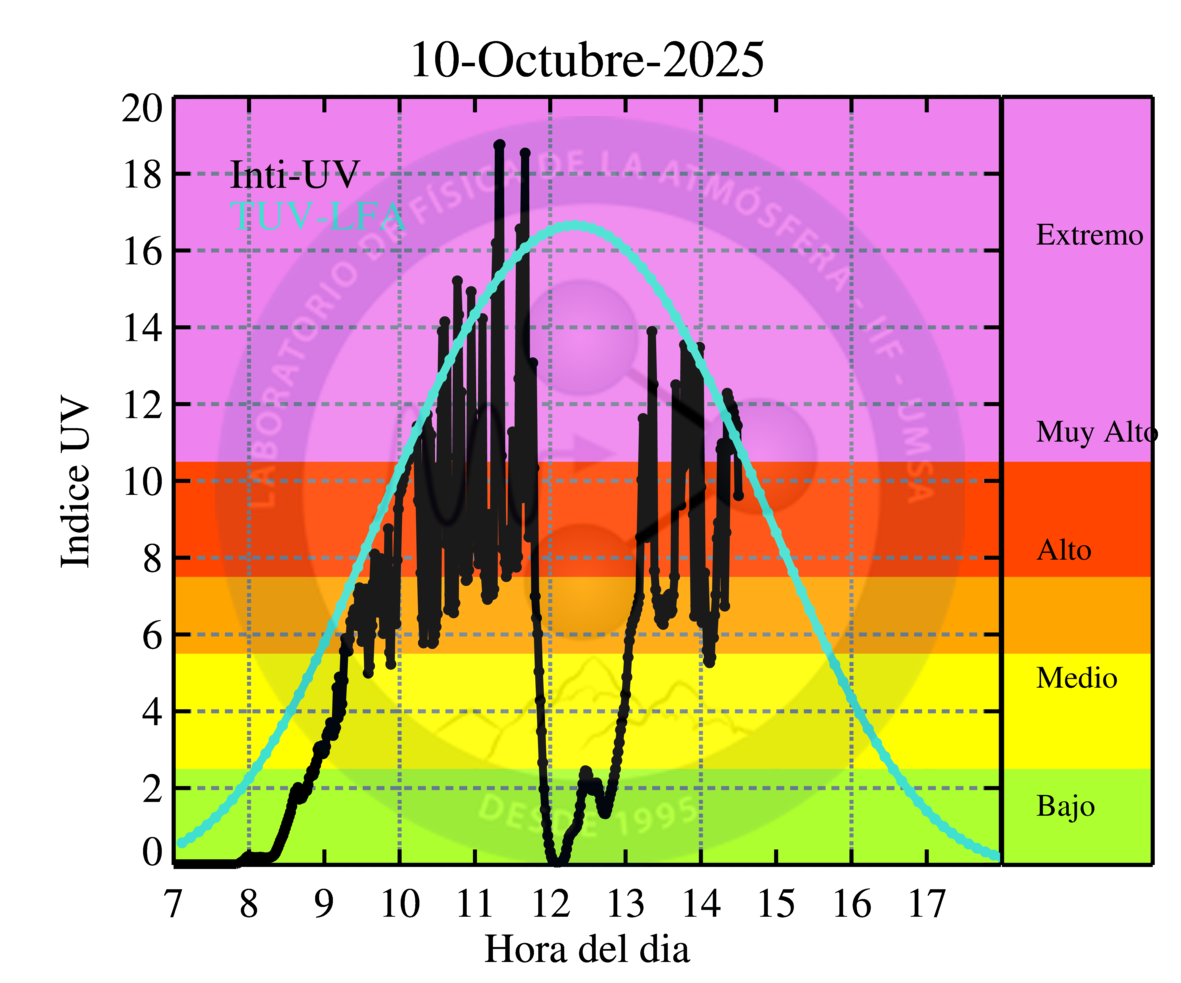 10-Octubre-2025
Inti-UV
TUV-LFA
LABORATORIO DE FÍSICA DE LA ATMÓSFERA - IIF - UMSA
DESDE 1995
Indice UV
20
18
16
14
12
10
8
6
4
2
0
Extremo
Muy Alto
Alto
Medio
Bajo
7 8 9 10 11 12 13 14 15 16 17
Hora del dia